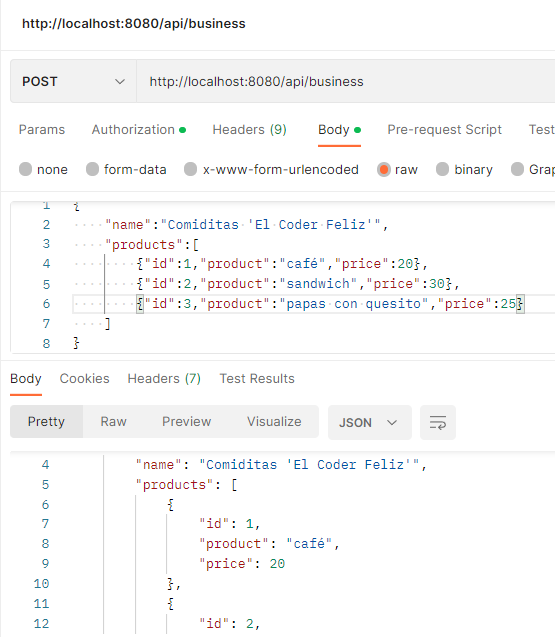 http://localhost:8080/api/business
POST http://localhost:8080/api/business
Params Authorization Headers (9) Body Pre-request Script Test
none form-data x-www-form-urlencoded raw binary Grap
1 {
2 "name":"Comiditas 'El Coder Feliz'",
3 "products":[
4 {"id":1,"product":"café","price":20},
5 {"id":2,"product":"sandwich","price":30},
6 {"id":3,"product":"papas con quesito","price":25}
7 ]
8 }
Body Cookies Headers (7) Test Results
Pretty Raw Preview Visualize JSON
4 "name": "Comiditas 'El Coder Feliz'",
5 "products": [
6 {
7 "id": 1,
8 "product": "café",
9 "price": 20
10 },
11 {
12 "id": 2,